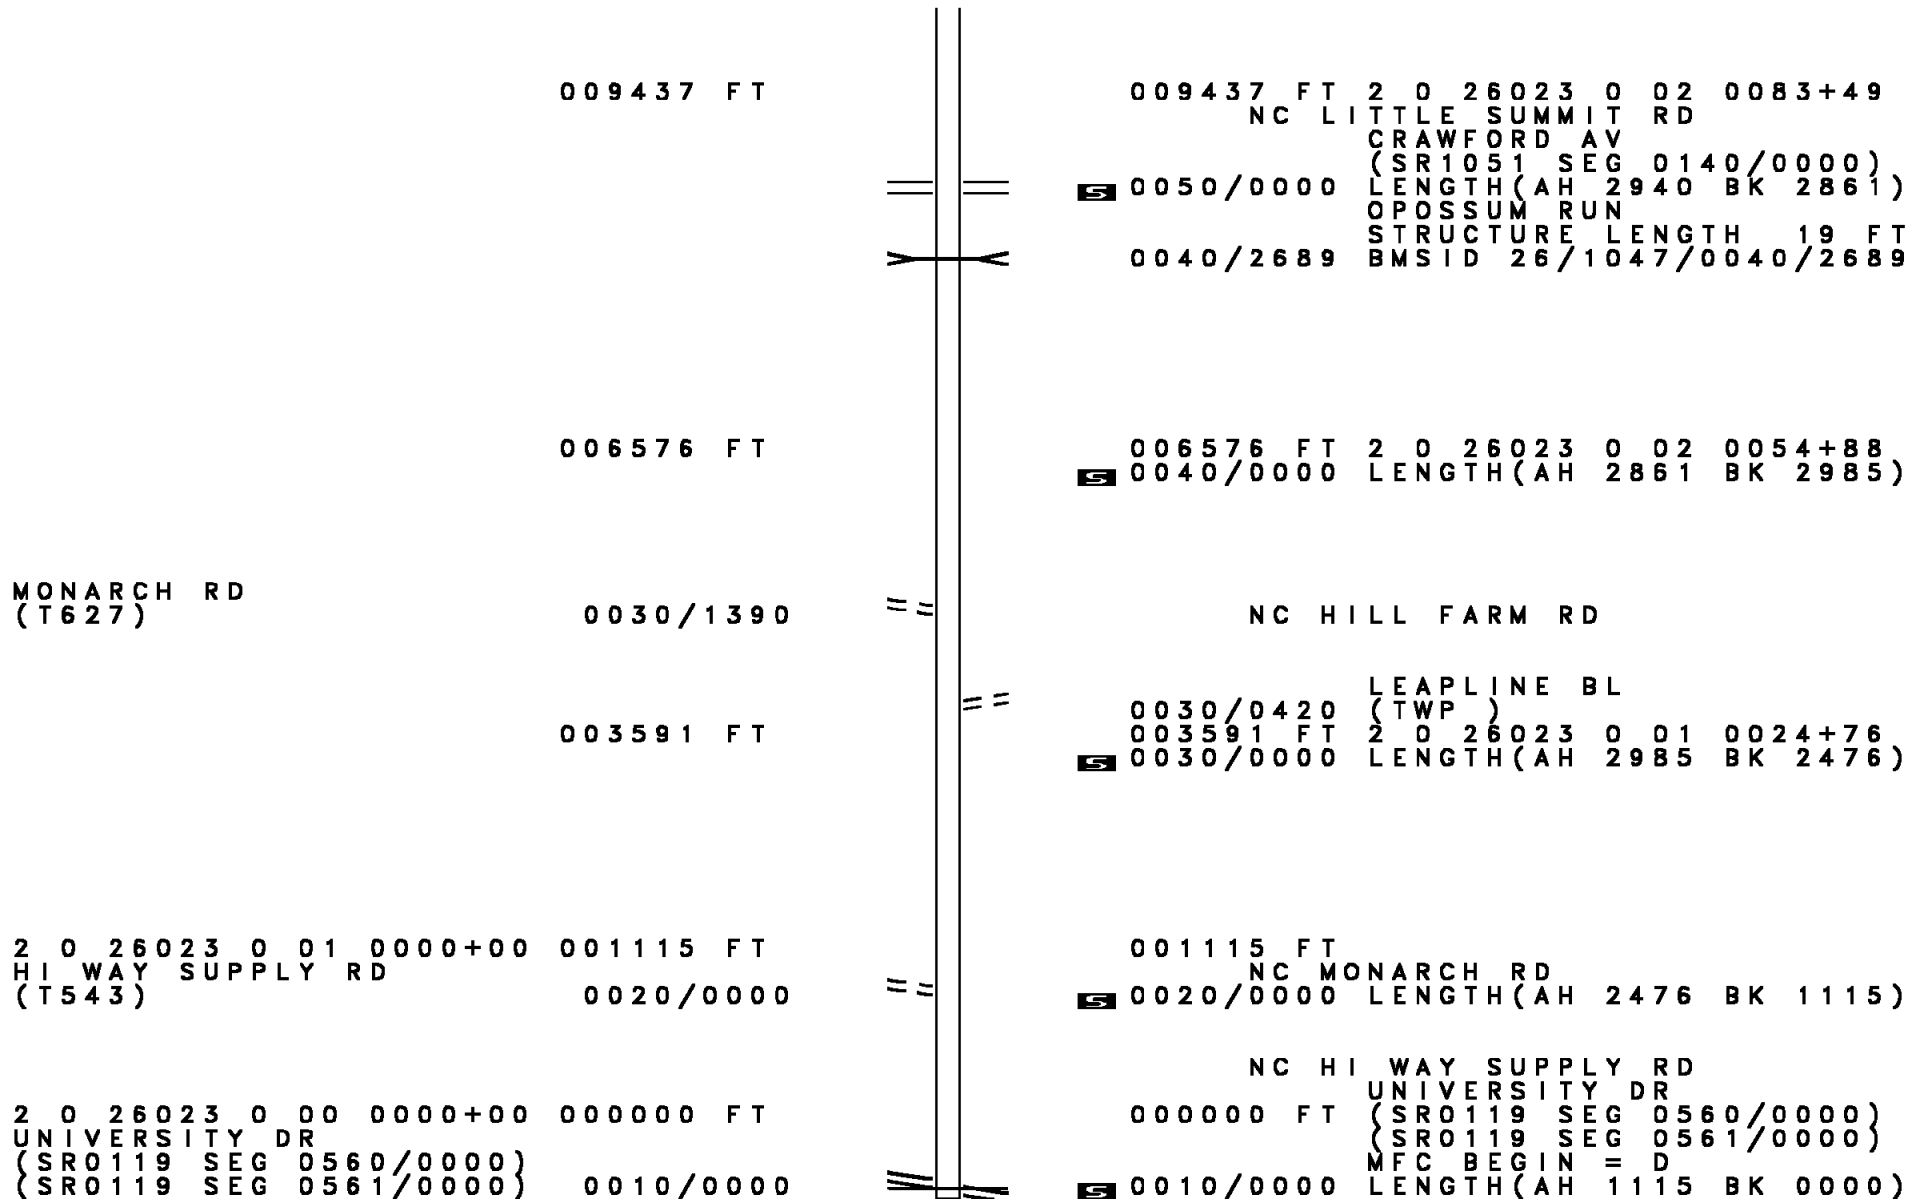 009437 FT 009437 FT 2 0 26023 0 02 0083+49
NC LITTLE SUMMIT RD
CRAWFORD AV
(SR1051 SEG 0140/0000)
S 0050/0000 LENGTH(AH 2940 BK 2861)
OPOSSUM RUN
STRUCTURE LENGTH 19 FT
0040/2689 BMSID 26/1047/0040/2689
006576 FT 006576 FT 2 0 26023 0 02 0054+88
S 0040/0000 LENGTH(AH 2861 BK 2985)
MONARCH RD
(T627) 0030/1390 NC HILL FARM RD
LEAPLINE BL
0030/0420 (TWP )
003591 FT 003591 FT 2 0 26023 0 01 0024+76
S 0030/0000 LENGTH(AH 2985 BK 2476)
2 0 26023 0 01 0000+00 001115 FT 001115 FT
HI WAY SUPPLY RD NC MONARCH RD
(T543) 0020/0000 S 0020/0000 LENGTH(AH 2476 BK 1115)
NC HI WAY SUPPLY RD
UNIVERSITY DR
2 0 26023 0 00 0000+00 000000 FT 000000 FT (SR0119 SEG 0560/0000)
UNIVERSITY DR (SR0119 SEG 0561/0000)
(SR0119 SEG 0560/0000) MFC BEGIN = D
(SR0119 SEG 0561/0000) 0010/0000 S 0010/0000 LENGTH(AH 1115 BK 0000)